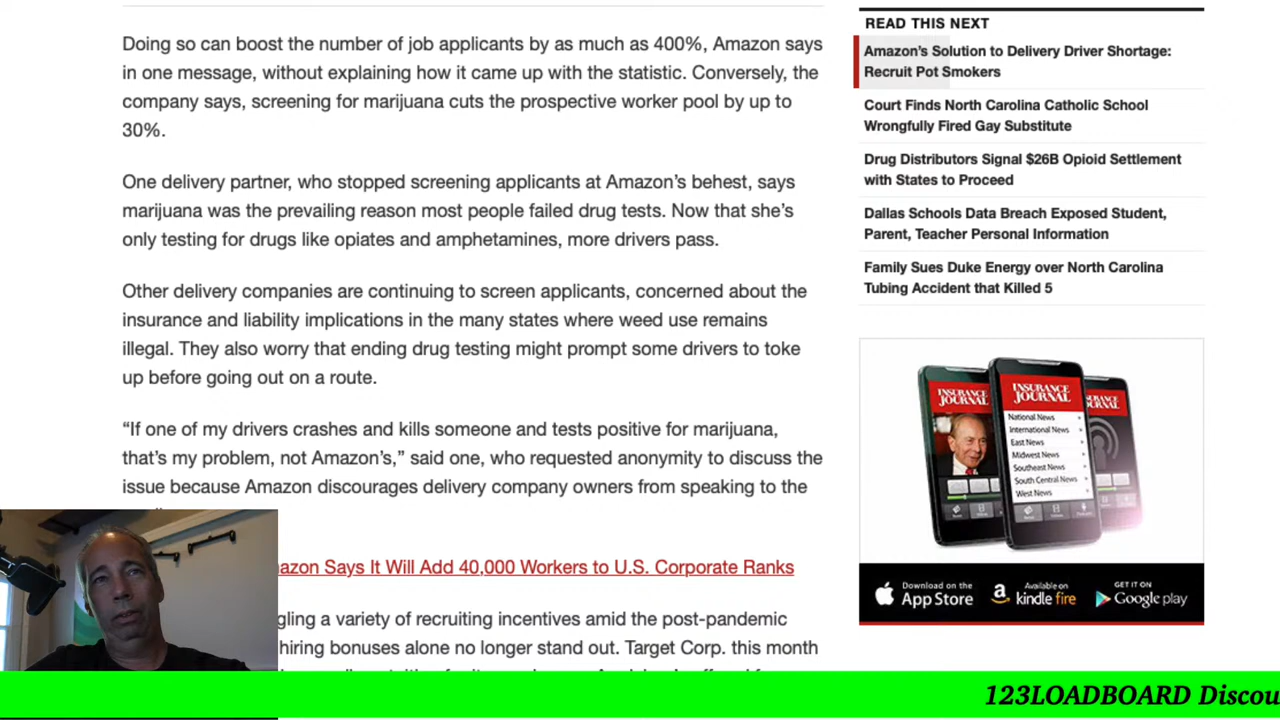 Doing so can boost the number of job applicants by as much as 400%, Amazon says
in one message, without explaining how it came up with the statistic. Conversely, the
company says, screening for marijuana cuts the prospective worker pool by up to
30%.
One delivery partner, who stopped screening applicants at Amazon's behest, says
marijuana was the prevailing reason most people failed drug tests. Now that she's
only testing for drugs like opiates and amphetamines, more drivers pass.
Other delivery companies are continuing to screen applicants, concerned about the
insurance and liability implications in the many states where weed use remains
illegal. They also worry that ending drug testing might prompt some drivers to toke
up before going out on a route.
“If one of my drivers crashes and kills someone and tests positive for marijuana,
that's my problem, not Amazon's,” said one, who requested anonymity to discuss the
issue because Amazon discourages delivery company owners from speaking to the
azon Says It Will Add 40,000 Workers to U.S. Corporate Ranks
gling a variety of recruiting incentives amid the post-pandemic
hiring bonuses alone no longer stand out. Target Corp. this month
READ THIS NEXT
Amazon's Solution to Delivery Driver Shortage:
Recruit Pot Smokers
Court Finds North Carolina Catholic School
Wrongfully Fired Gay Substitute
Drug Distributors Signal $26B Opioid Settlement
with States to Proceed
Dallas Schools Data Breach Exposed Student,
Parent, Teacher Personal Information
Family Sues Duke Energy over North Carolina
Tubing Accident that Killed 5
INSURANCE
JOURNAL
INSURANCE
JOURNAL
National News
International News
East News
Midwest News
Southeast News
South Central News
West News
Download on the
App Store
Available on
kindle fire
GET IT ON
Google play
123LOADBOARD Discou